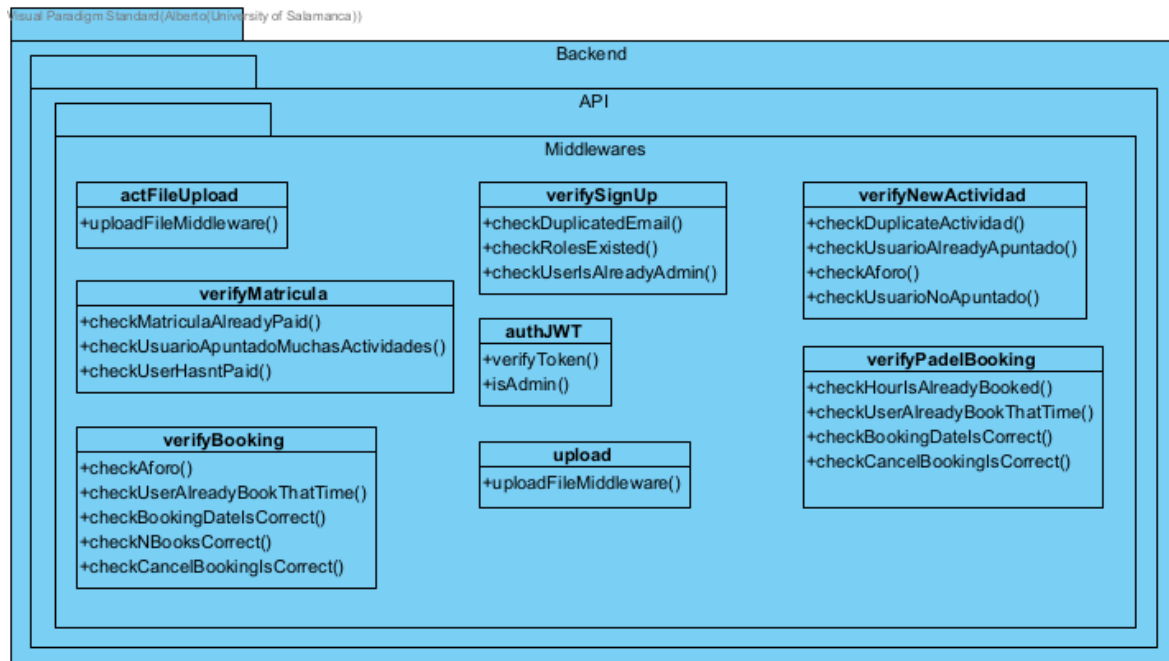 Visual Paradigm Standard(Alberto(University of Salamanca))
Backend
API
Middlewares
actFileUpload
+uploadFileMiddleware()
verifySignUp
+checkDuplicatedEmail()
+checkRolesExisted()
+checkUserIsAlreadyAdmin()
verifyNewActividad
+checkDuplicateActividad()
+checkUsuarioAlreadyApuntado()
+checkAforo()
+checkUsuarioNoApuntado()
verifyMatricula
+checkMatriculaAlreadyPaid()
+checkUsuarioApuntadoMuchasActividades()
+checkUserHasntPaid()
authJWT
+verifyToken()
+isAdmin()
verifyPadelBooking
+checkHourIsAlreadyBooked()
+checkUserAlreadyBookThatTime()
+checkBookingDateIsCorrect()
+checkCancelBookingIsCorrect()
verifyBooking
+checkAforo()
+checkUserAlreadyBookThatTime()
+checkBookingDateIsCorrect()
+checkNBooksCorrect()
+checkCancelBookingIsCorrect()
upload
+uploadFileMiddleware()